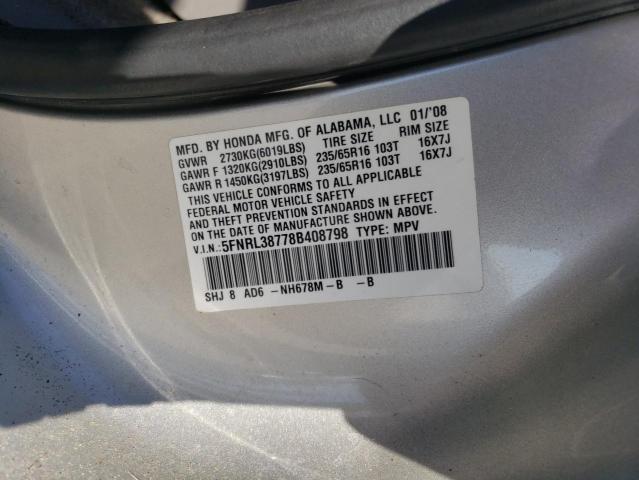 MFD. BY HONDA MFG. OF ALABAMA, LLC 01/'08
TIRE SIZE RIM SIZE
GVWR 2730KG(6019LBS)
GAWR F 1320KG(2910LBS) 235/65R16 103T 16X7J
GAWR R 1450KG(3197LBS) 235/65R16 103T 16X7J
THIS VEHICLE CONFORMS TO ALL APPLICABLE
FEDERAL MOTOR VEHICLE SAFETY
AND THEFT PREVENTION STANDARDS IN EFFECT
ON THE DATE OF MANUFACTURE SHOWN ABOVE.
V.I.N.:5FNRL38778B408798 TYPE: MPV
SHJ 8 AD6 -NH678M-B -B